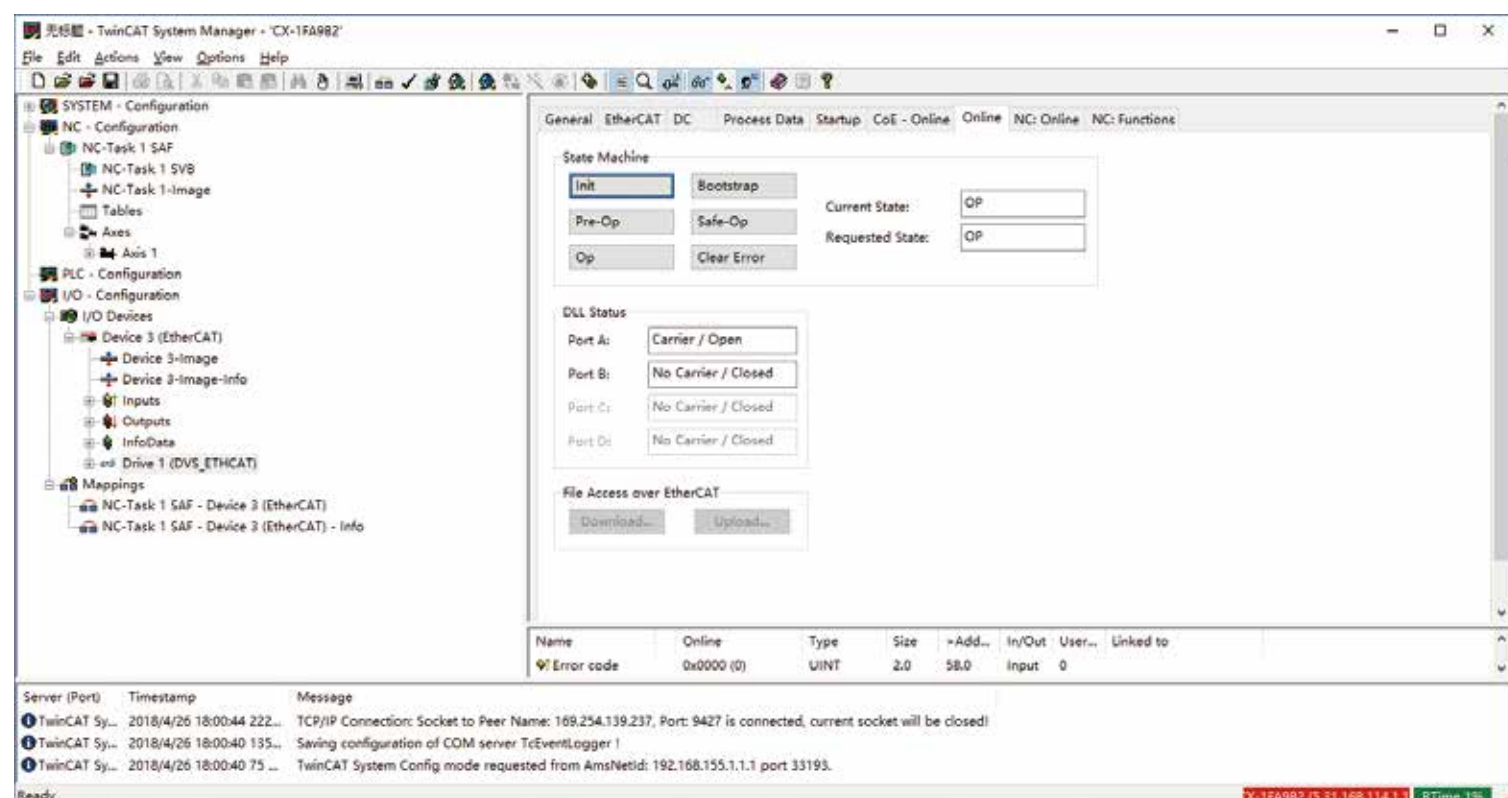 无标题 - TwinCAT System Manager - 'CX-1FA9B2'
File Edit Actions View Options Help
SYSTEM - Configuration
NC - Configuration
NC-Task 1 SAF
NC-Task 1 SVB
NC-Task 1-Image
Tables
Axes
Axis 1
PLC - Configuration
I/O - Configuration
I/O Devices
Device 3 (EtherCAT)
Device 3-Image
Device 3-Image-Info
Inputs
Outputs
InfoData
Drive 1 (DVS_ETHCAT)
Mappings
NC-Task 1 SAF - Device 3 (EtherCAT)
NC-Task 1 SAF - Device 3 (EtherCAT) - Info
General EtherCAT DC Process Data Startup CoE - Online Online NC: Online NC: Functions
State Machine
Init Bootstrap
Pre-Op Safe-Op
Op Clear Error
Current State: OP
Requested State: OP
DLL Status
Port A: Carrier / Open
Port B: No Carrier / Closed
Port C: No Carrier / Closed
Port D: No Carrier / Closed
File Access over EtherCAT
Download... Upload...
Name Online Type Size >Add... In/Out User... Linked to
Error code 0x0000 (0) UINT 2.0 58.0 Input 0
Server (Port) Timestamp Message
TwinCAT Sy... 2018/4/26 18:00:44 222... TCP/IP Connection: Socket to Peer Name: 169.254.139.237, Port: 9427 is connected, current socket will be closed!
TwinCAT Sy... 2018/4/26 18:00:40 135... Saving configuration of COM server TcEventLogger !
TwinCAT Sy... 2018/4/26 18:00:40 75 ... TwinCAT System Config mode requested from AmsNetId: 192.168.155.1.1.1 port 33193.
Ready
CX-1FA9B2 (5.31.168.114.1.1 RTime 1%